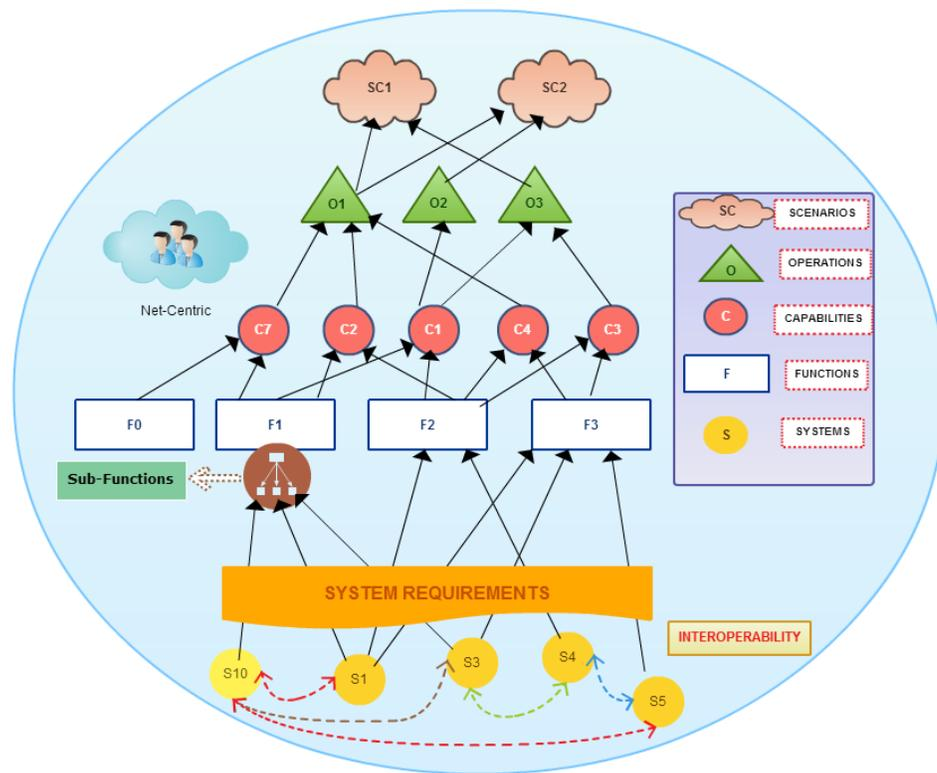 SC1
SC2
O1
O2
O3
SC
SCENARIOS
O
OPERATIONS
Net-Centric
C7
C2
C1
C4
C3
C
CAPABILITIES
F
FUNCTIONS
F0
F1
F2
F3
S
SYSTEMS
Sub-Functions
SYSTEM REQUIREMENTS
INTEROPERABILITY
S10
S1
S3
S4
S5